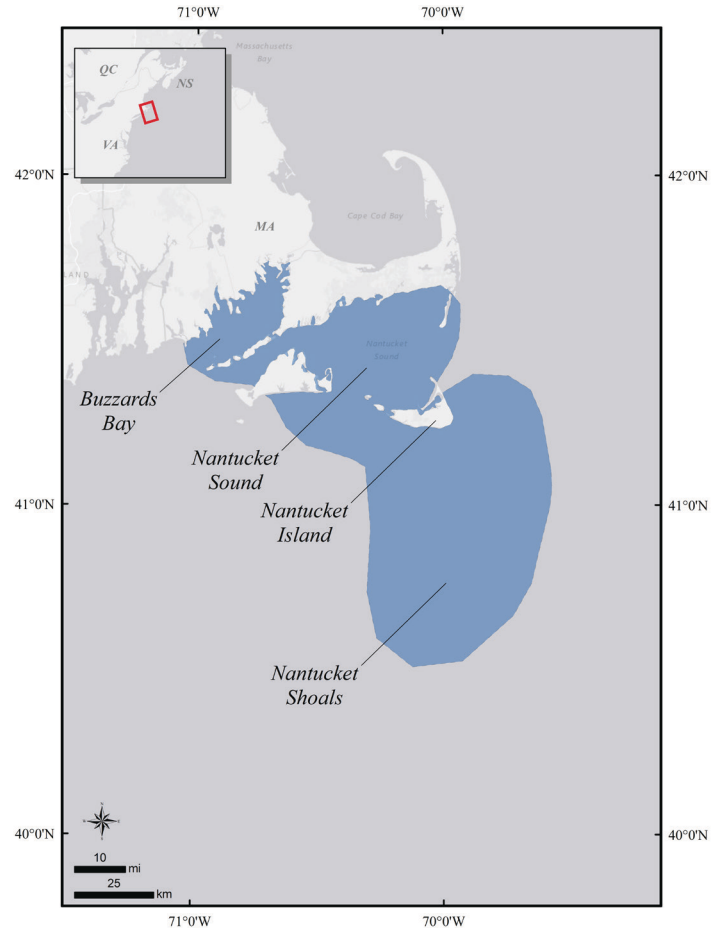 71°0'W
70°0'W
Massachusetts
Bay
QC
NS
VA
42°0'N
42°0'N
MA
Cape Cod Bay
LAND
Nantucket
Sound
Buzzards
Bay
Nantucket
Sound
Nantucket
Island
41°0'N
41°0'N
Nantucket
Shoals
40°0'N
40°0'N
10
mi
25
km
71°0'W
70°0'W